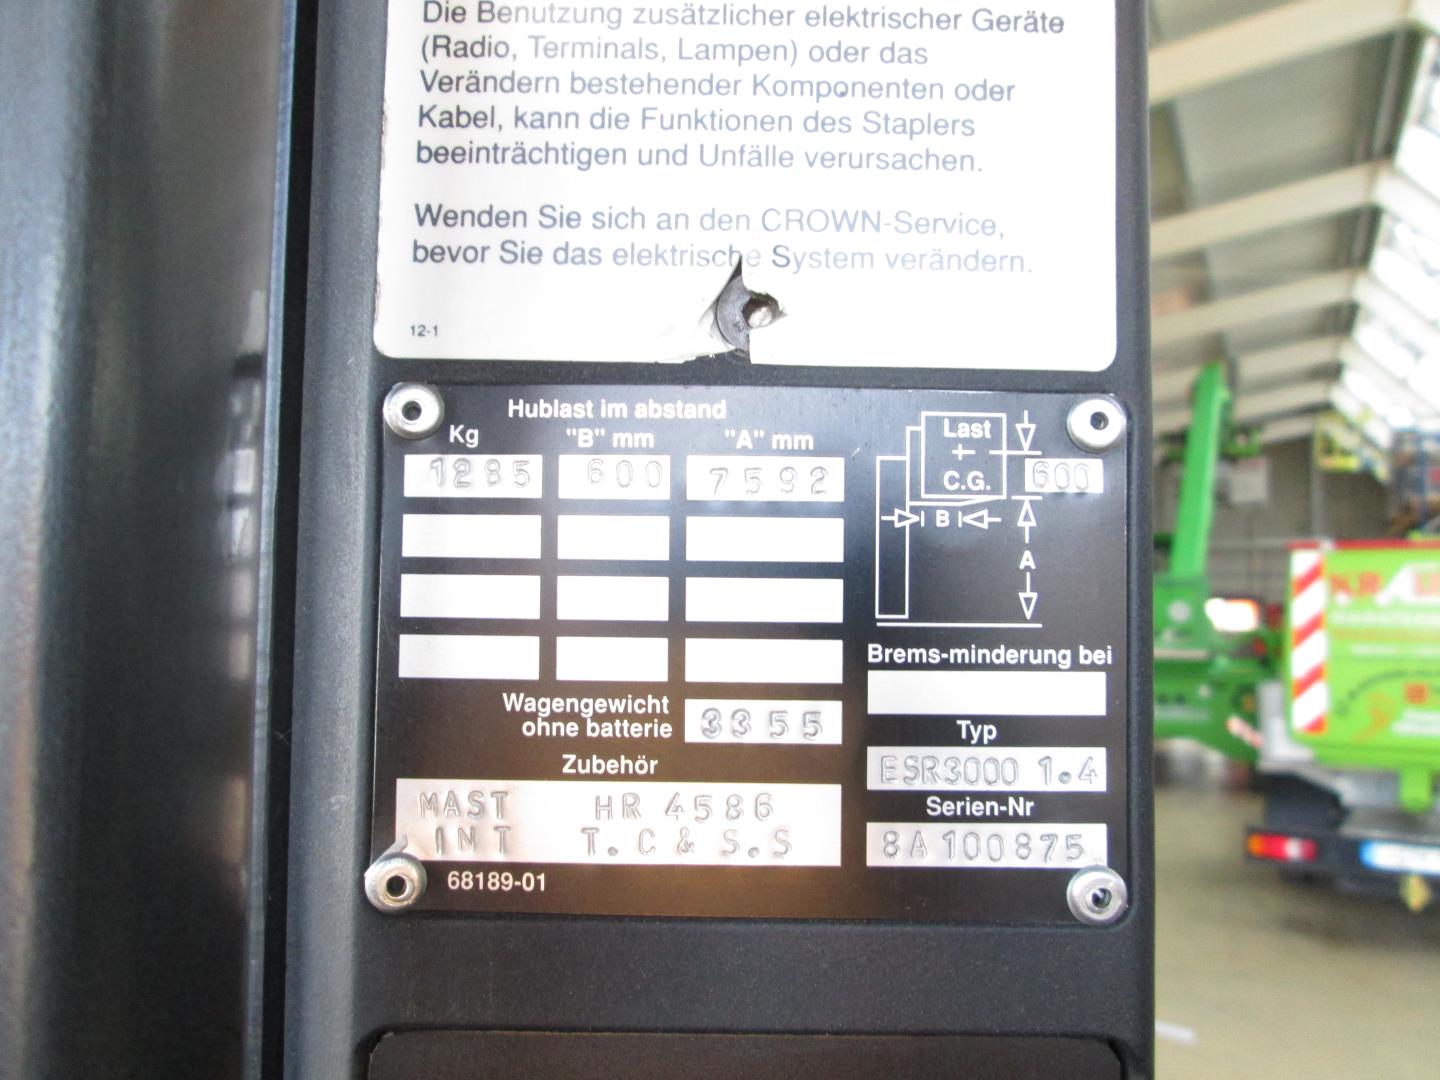 Die Benutzung zusätzlicher elektrischer Geräte
(Radio, Terminals, Lampen) oder das
Verändern bestehender Komponenten oder
Kabel, kann die Funktionen des Staplers
beeinträchtigen und Unfälle verursachen.
Wenden Sie sich an den CROWN-Service,
bevor Sie das elektrische System verändern.
12-1
Hublast im abstand
Kg "B" mm "A" mm
1285 600 7592
Last
+
C.G.
600
B
A
Brems-minderung bei
Wagengewicht
ohne batterie
3355
Typ
ESR3000 1.4
Zubehör
MAST HR 4586
INT T.C & S.S
Serien-Nr
8A100875
68189-01